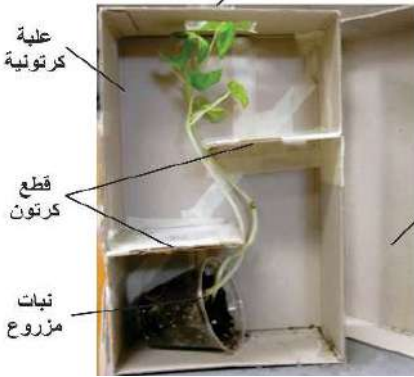 علبة
كرتونية
قطع
كرتون
نبات
مزروع